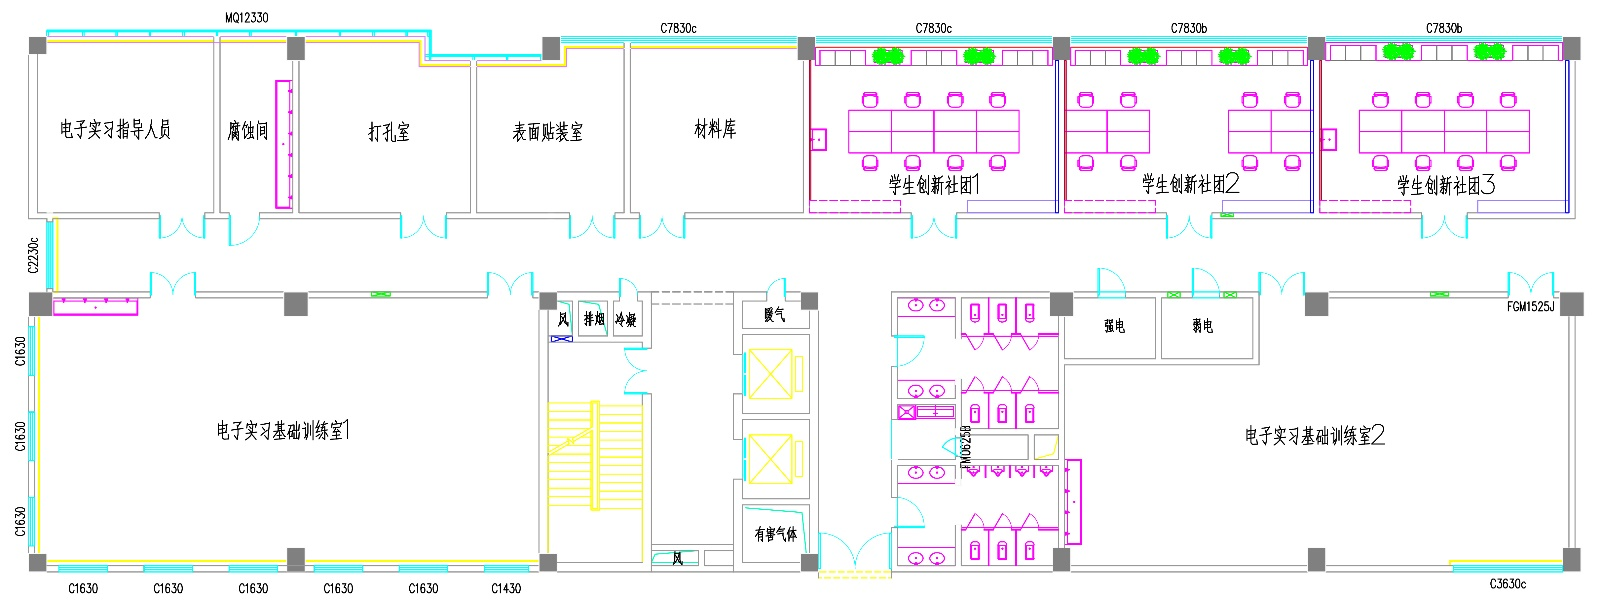 MQ12330
C7830c
C7830c
C7830b
C7830b
电子实习指导人员
腐蚀间
打孔室
表面贴装室
材料库
学生创新社团1
学生创新社团2
学生创新社团3
C2230c
风
排烟
冷凝
暖气
强电
弱电
FGM1525J
C1630
C1630
C1630
电子实习基础训练室1
FM0625B
电子实习基础训练室2
有害气体
风
C1630
C1630
C1630
C1630
C1630
C1430
C3630c